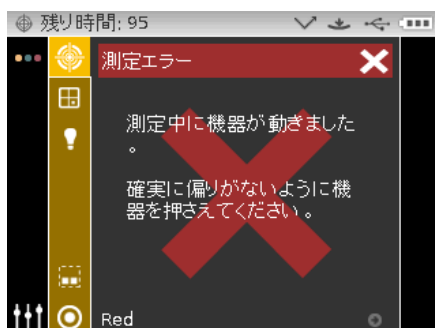 残り時間: 95
測定エラー
測定中に機器が動きました
。
確実に偏りがないように機
器を押さえてください。
Red